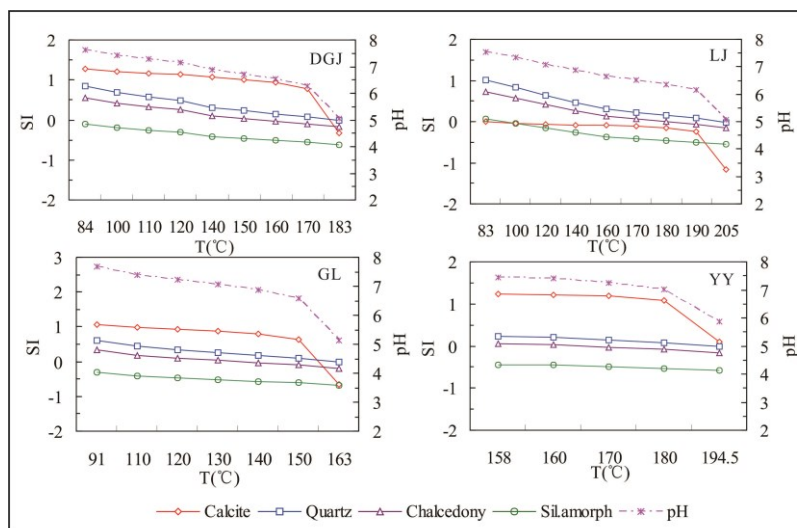 DGJ
SI
pH
2
1
0
-1
-2
8
7
6
5
4
3
2
84 100 110 120 140 150 160 170 183
T(℃)
LJ
SI
pH
2
1
0
-1
-2
8
7
6
5
4
3
2
83 100 120 140 160 170 180 190 205
T(℃)
GL
SI
pH
3
2
1
0
-1
-2
8
7
6
5
4
3
2
91 110 120 130 140 150 163
T(℃)
YY
SI
pH
2
1
0
-1
-2
8
7
6
5
4
3
2
158 160 170 180 194.5
T(℃)
Calcite Quartz Chalcedony Sil.amorph pH